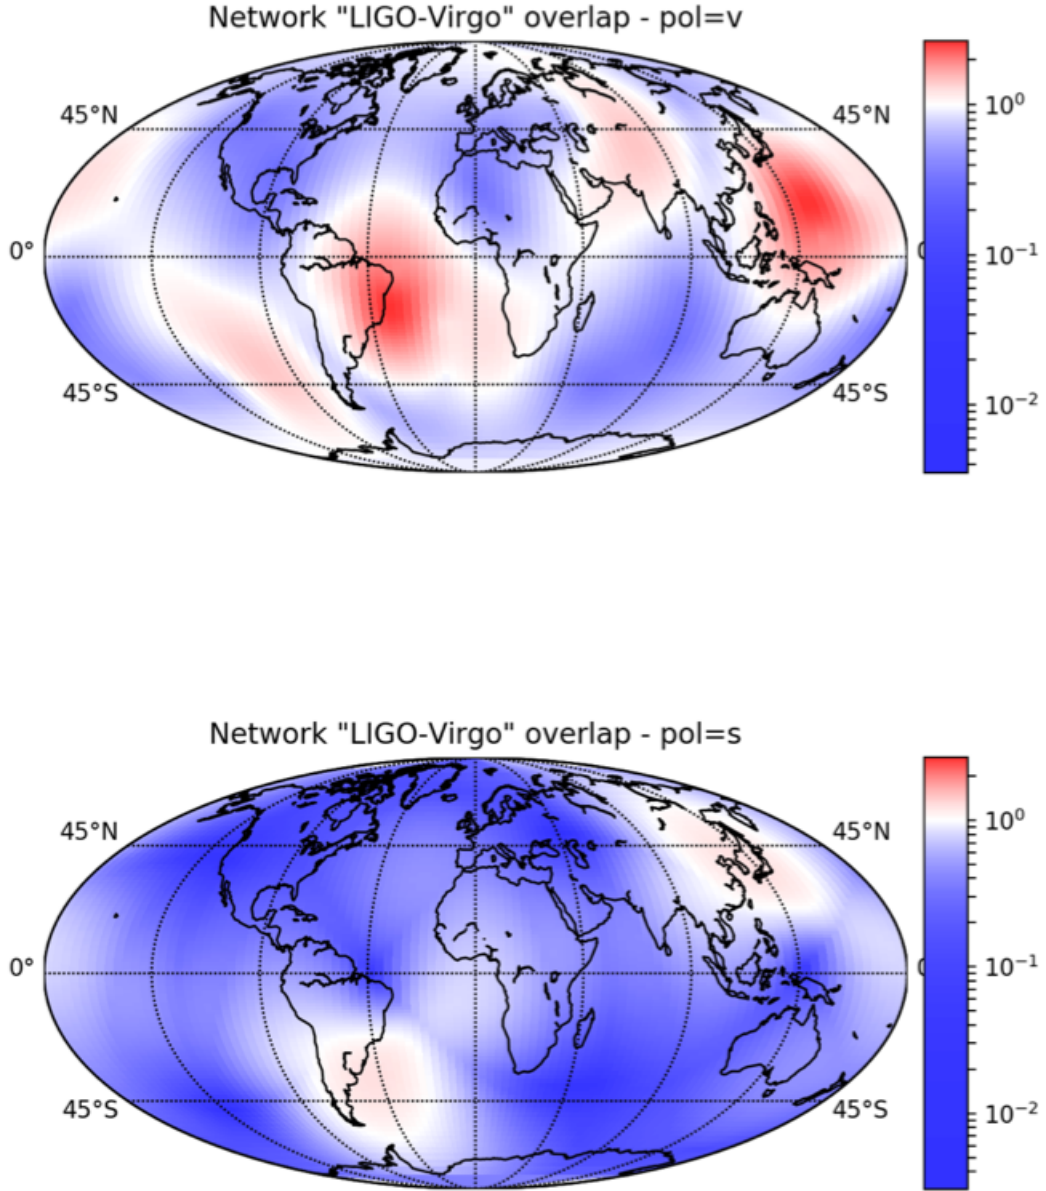 Network "LIGO-Virgo" overlap - pol=v
45°N 45°N
10⁰
0°
10⁻¹
45°S 45°S
10⁻²
Network "LIGO-Virgo" overlap - pol=s
45°N 45°N
10⁰
0°
10⁻¹
45°S 45°S
10⁻²